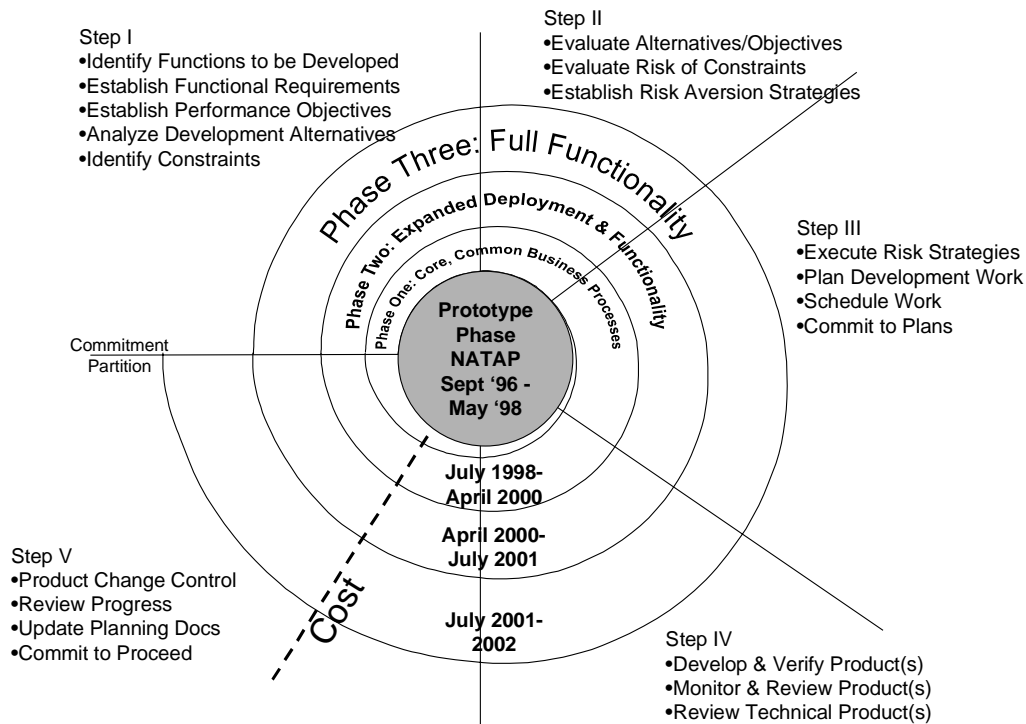 Step I
•Identify Functions to be Developed
•Establish Functional Requirements
•Establish Performance Objectives
•Analyze Development Alternatives
•Identify Constraints
Step II
•Evaluate Alternatives/Objectives
•Evaluate Risk of Constraints
•Establish Risk Aversion Strategies
Phase Three: Full Functionality
Phase Two: Expanded Deployment & Functionality
Phase One: Core, Common Business Processes
Prototype
Phase
NATAP
Sept ‘96 -
May ‘98
Step III
•Execute Risk Strategies
•Plan Development Work
•Schedule Work
•Commit to Plans
Commitment
Partition
July 1998-
April 2000
April 2000-
July 2001
July 2001-
2002
Cost
Step V
•Product Change Control
•Review Progress
•Update Planning Docs
•Commit to Proceed
Step IV
•Develop & Verify Product(s)
•Monitor & Review Product(s)
•Review Technical Product(s)